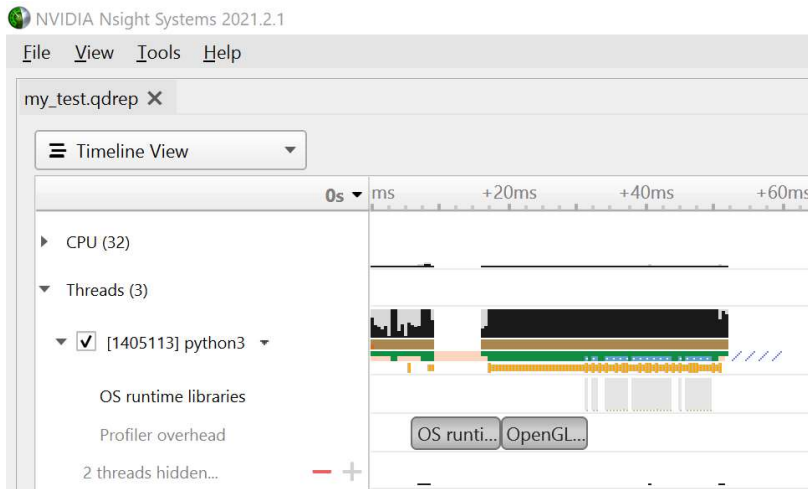 NVIDIA Nsight Systems 2021.2.1
File View Tools Help
my_test.qdrep
Timeline View
0s ms +20ms +40ms +60ms
CPU (32)
Threads (3)
[1405113] python3
OS runtime libraries
Profiler overhead OS runti... OpenGL...
2 threads hidden...